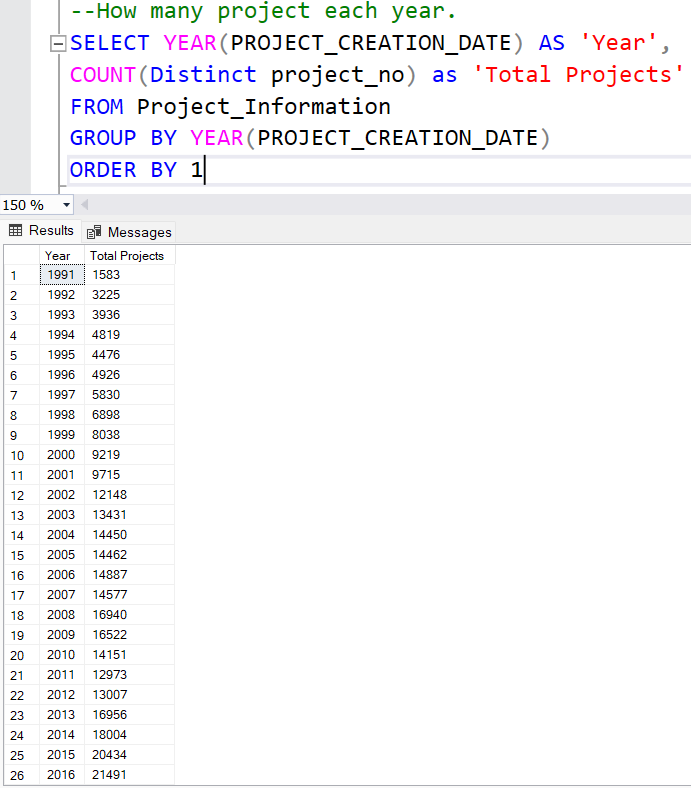 --How many project each year.
SELECT YEAR(PROJECT_CREATION_DATE) AS 'Year',
COUNT(Distinct project_no) as 'Total Projects'
FROM Project_Information
GROUP BY YEAR(PROJECT_CREATION_DATE)
ORDER BY 1
150 %
Results Messages
Year Total Projects
1 1991 1583
2 1992 3225
3 1993 3936
4 1994 4819
5 1995 4476
6 1996 4926
7 1997 5830
8 1998 6898
9 1999 8038
10 2000 9219
11 2001 9715
12 2002 12148
13 2003 13431
14 2004 14450
15 2005 14462
16 2006 14887
17 2007 14577
18 2008 16940
19 2009 16522
20 2010 14151
21 2011 12973
22 2012 13007
23 2013 16956
24 2014 18004
25 2015 20434
26 2016 21491